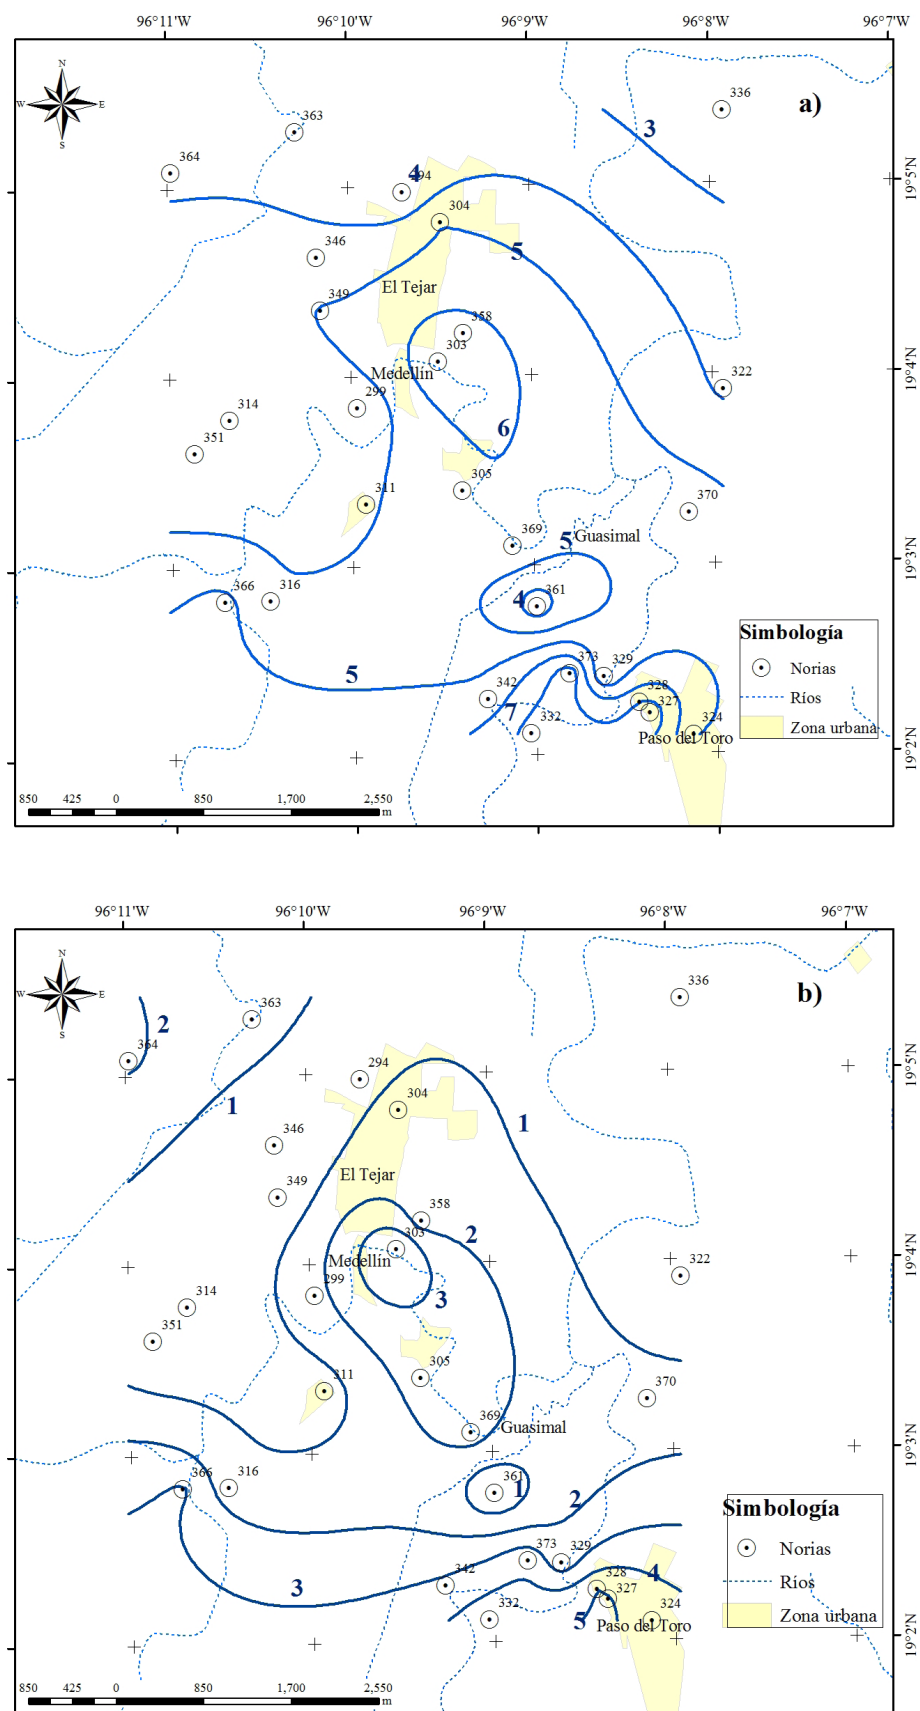 96°11'W 96°10'W 96°9'W 96°8'W 96°7'W
N
W E
S
a)
336
3
363
364
4
294
19°5'N
304
346
5
El Tejar
349
358
303
Medellín
322
19°4'N
299
314
6
351
305
311
370
369
5 Guasimal
19°3'N
366
316
4 361
Simbología
Norias
Ríos
Zona urbana
5
373
329
342
328
7
327
332
324
Paso del Toro
19°2'N
850 425 0 850 1,700 2,550
m
96°11'W 96°10'W 96°9'W 96°8'W 96°7'W
N
W E
S
b)
336
363
2
364
294
19°5'N
1
304
1
346
El Tejar
349
358
2
303
Medellín
322
19°4'N
299
3
314
351
305
311
370
369
Guasimal
19°3'N
366
316
361
1
2
Simbología
Norias
Ríos
Zona urbana
373
329
3
342
328
4
327
332
5
324
Paso del Toro
19°2'N
850 425 0 850 1,700 2,550
m